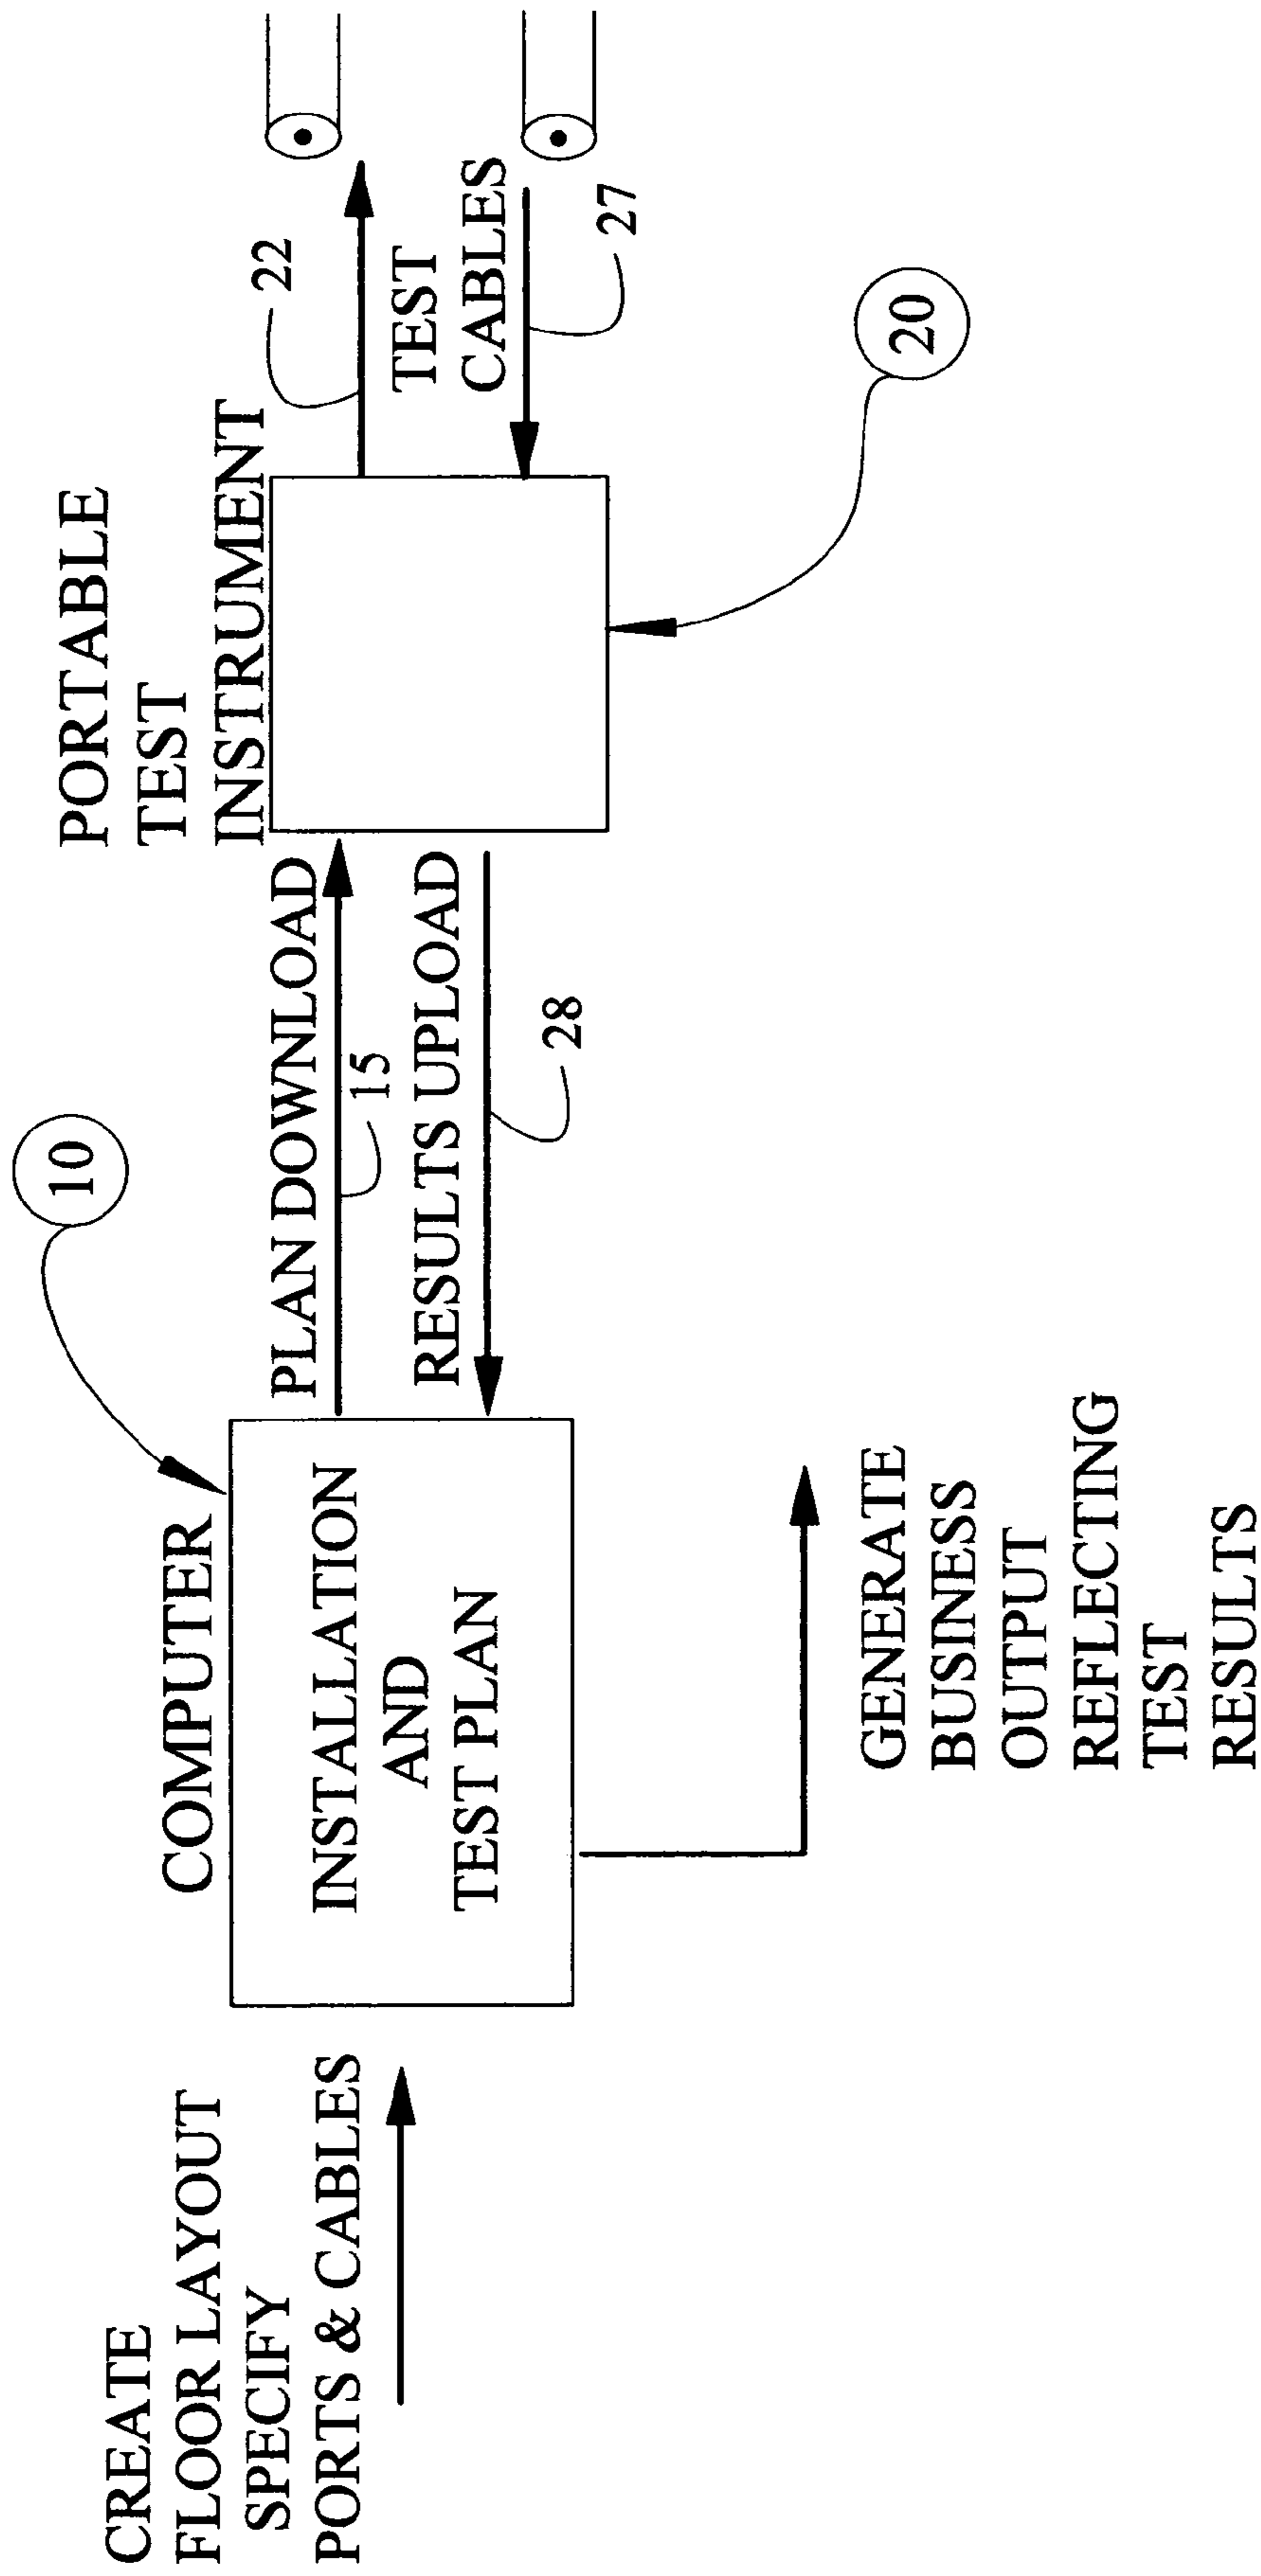 CREATE
FLOOR LAYOUT
SPECIFY
PORTS & CABLES
COMPUTER
10
INSTALLATION
AND
TEST PLAN
PLAN DOWNLOAD
15
RESULTS UPLOAD
28
GENERATE
BUSINESS
OUTPUT
REFLECTING
TEST
RESULTS
PORTABLE
TEST
INSTRUMENT
20
22
TEST
CABLES
27